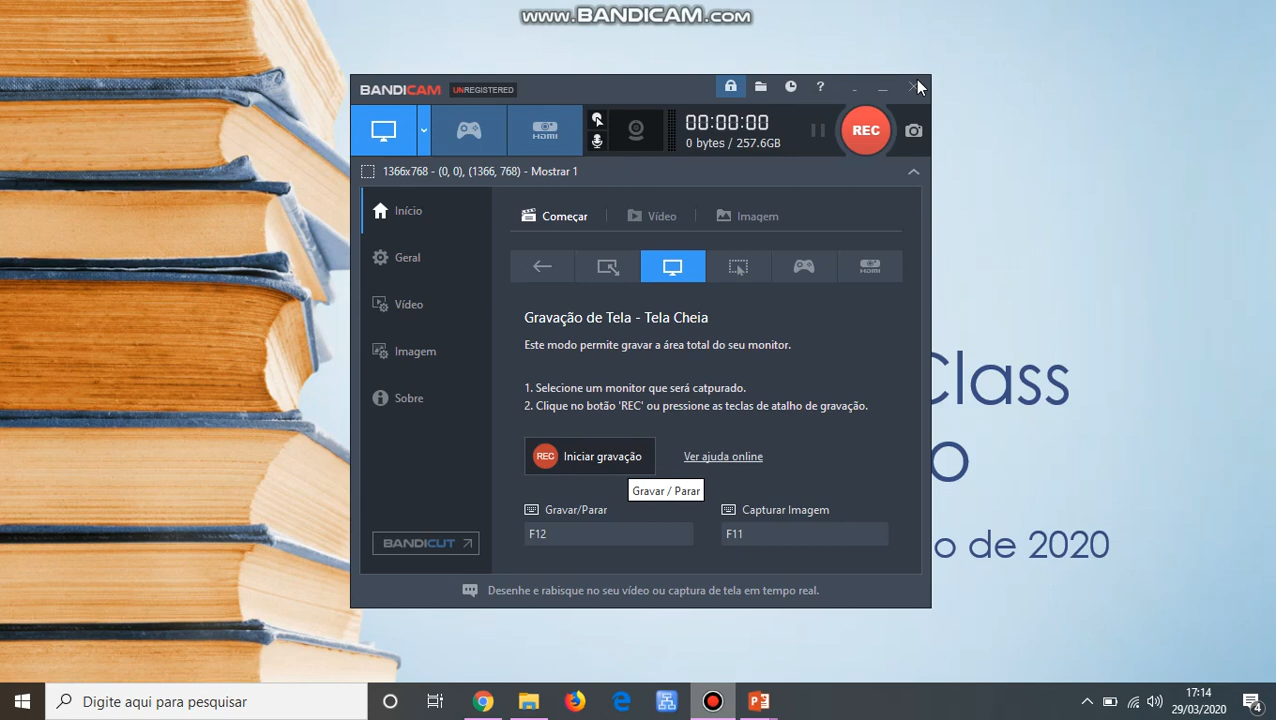 www.BANDICAM.com
BANDICAM UNREGISTERED
?
HDMI
00:00:00
0 bytes / 257.6GB
REC
1366x768 - (0, 0), (1366, 768) - Mostrar 1
Início
Geral
Vídeo
Imagem
Sobre
BANDICUT
Começar
Vídeo
Imagem
HDMI
Gravação de Tela - Tela Cheia
Este modo permite gravar a área total do seu monitor.
1. Selecione um monitor que será catpurado.
2. Clique no botão 'REC' ou pressione as teclas de atalho de gravação.
REC Iniciar gravação
Ver ajuda online
Gravar / Parar
Gravar/Parar
Capturar Imagem
F12
F11
Desenhe e rabisque no seu vídeo ou captura de tela em tempo real.
Class
o
o de 2020
Digite aqui para pesquisar
17:14
29/03/2020
4